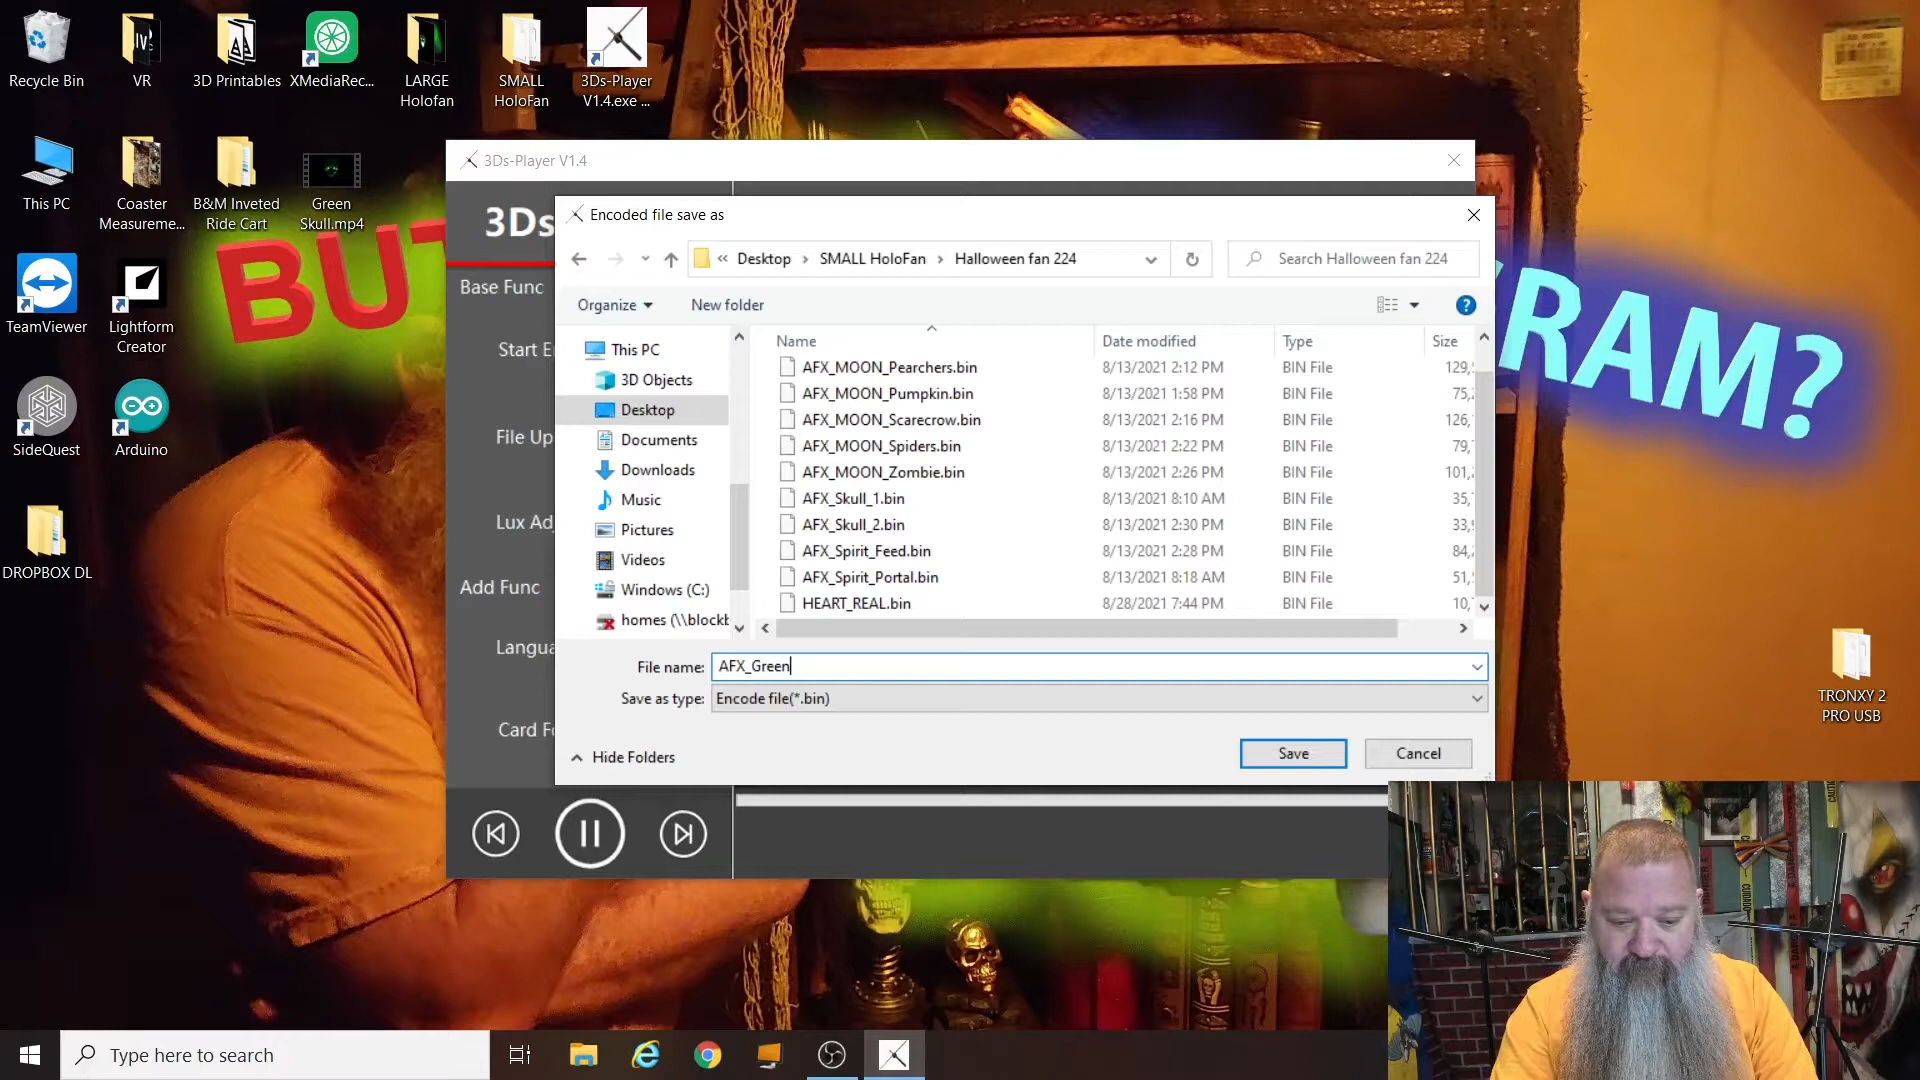 Recycle Bin
VR
3D Printables
XMediaRec...
LARGE
Holofan
SMALL
HoloFan
3Ds-Player
V1.4.exe ...
This PC
Coaster
Measureme...
B&M Inveted
Ride Cart
Green
Skull.mp4
TeamViewer
Lightform
Creator
SideQuest
Arduino
DROPBOX DL
TRONXY 2
PRO USB
BUT
RAM?
3Ds-Player V1.4
3Ds
Base Func
Start E
File Up
Lux Ad
Add Func
Langua
Card Fo
Encoded file save as
« Desktop › SMALL HoloFan › Halloween fan 224
Search Halloween fan 224
Organize
New folder
This PC
3D Objects
Desktop
Documents
Downloads
Music
Pictures
Videos
Windows (C:)
homes (\\blockb
Name Date modified Type Size
AFX_MOON_Pearchers.bin 8/13/2021 2:12 PM BIN File 129,
AFX_MOON_Pumpkin.bin 8/13/2021 1:58 PM BIN File 75,
AFX_MOON_Scarecrow.bin 8/13/2021 2:16 PM BIN File 126,
AFX_MOON_Spiders.bin 8/13/2021 2:22 PM BIN File 79,
AFX_MOON_Zombie.bin 8/13/2021 2:26 PM BIN File 101,
AFX_Skull_1.bin 8/13/2021 8:10 AM BIN File 35,
AFX_Skull_2.bin 8/13/2021 2:30 PM BIN File 33,
AFX_Spirit_Feed.bin 8/13/2021 2:28 PM BIN File 84,
AFX_Spirit_Portal.bin 8/13/2021 8:18 AM BIN File 51,
HEART_REAL.bin 8/28/2021 7:44 PM BIN File 10,
File name: AFX_Green
Save as type: Encode file(*.bin)
Hide Folders
Save
Cancel
Type here to search